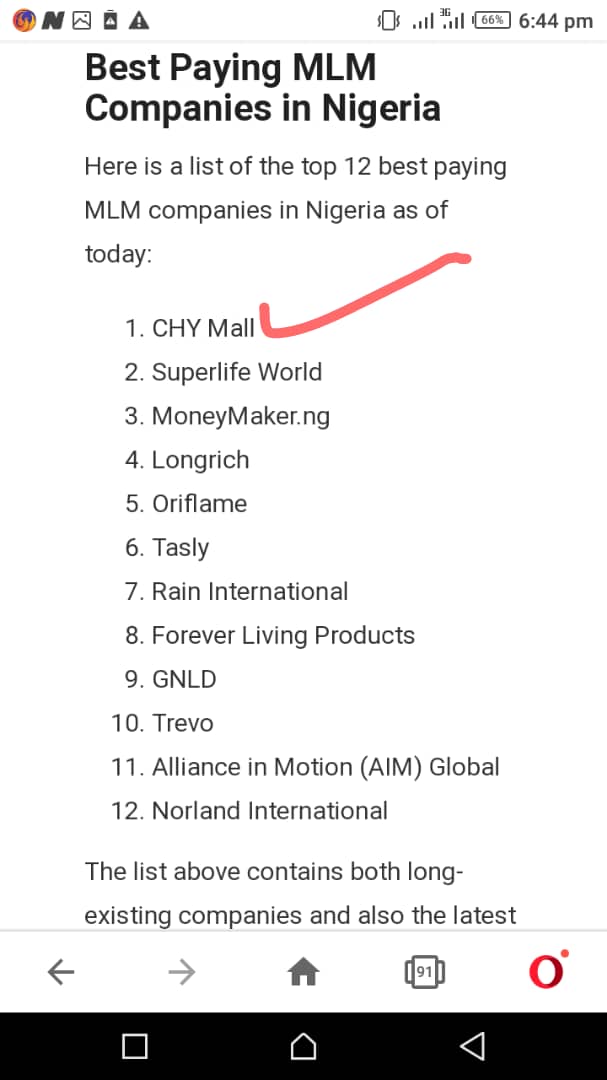 3G
66% 6:44 pm
Best Paying MLM
Companies in Nigeria
Here is a list of the top 12 best paying
MLM companies in Nigeria as of
today:
1. CHY Mall
2. Superlife World
3. MoneyMaker.ng
4. Longrich
5. Oriflame
6. Tasly
7. Rain International
8. Forever Living Products
9. GNLD
10. Trevo
11. Alliance in Motion (AIM) Global
12. Norland International
The list above contains both long-
existing companies and also the latest
91